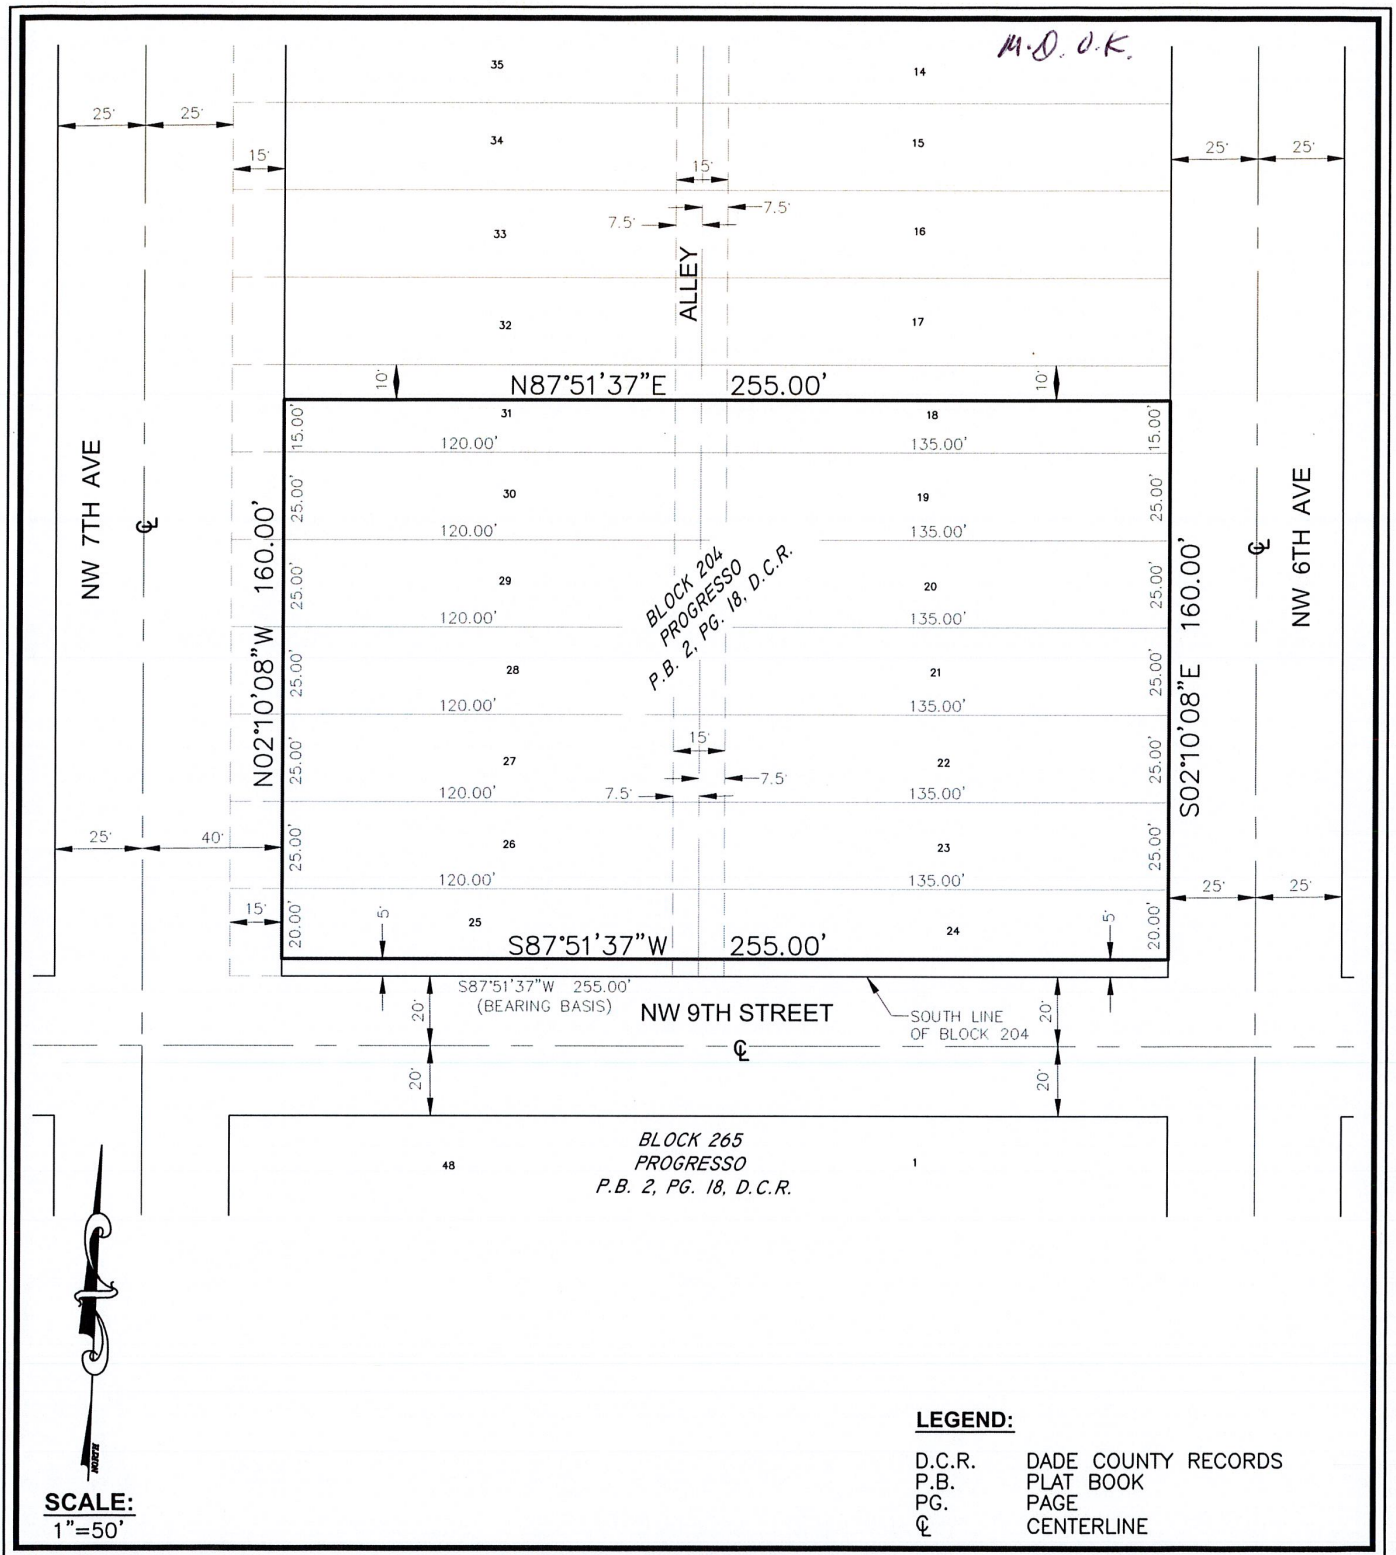 M.D. O.K.
35
14
25' 25'
34
15
25' 25'
15'
15'
7.5' 7.5'
33
16
ALLEY
32
17
10'
N87°51'37"E 255.00'
10'
31
18
15.00'
120.00'
135.00'
15.00'
NW 7TH AVE
℄
30
19
25.00'
120.00'
135.00'
25.00'
NW 6TH AVE
℄
N02°10'08"W 160.00'
S02°10'08"E 160.00'
BLOCK 204
PROGRESSO
P.B. 2, PG. 18, D.C.R.
29
20
25.00'
120.00'
135.00'
25.00'
28
21
25.00'
120.00'
135.00'
25.00'
15'
7.5' 7.5'
27
22
25.00'
120.00'
135.00'
25.00'
25' 40'
26
23
25.00'
120.00'
135.00'
25.00'
25' 25'
15'
20.00'
5'
25
24
5'
20.00'
S87°51'37"W 255.00'
S87°51'37"W 255.00'
(BEARING BASIS)
20'
NW 9TH STREET
SOUTH LINE
OF BLOCK 204
20'
℄
20'
20'
BLOCK 265
PROGRESSO
P.B. 2, PG. 18, D.C.R.
48
1
SCALE:
1"=50'
LEGEND:
D.C.R. DADE COUNTY RECORDS
P.B. PLAT BOOK
PG. PAGE
℄ CENTERLINE